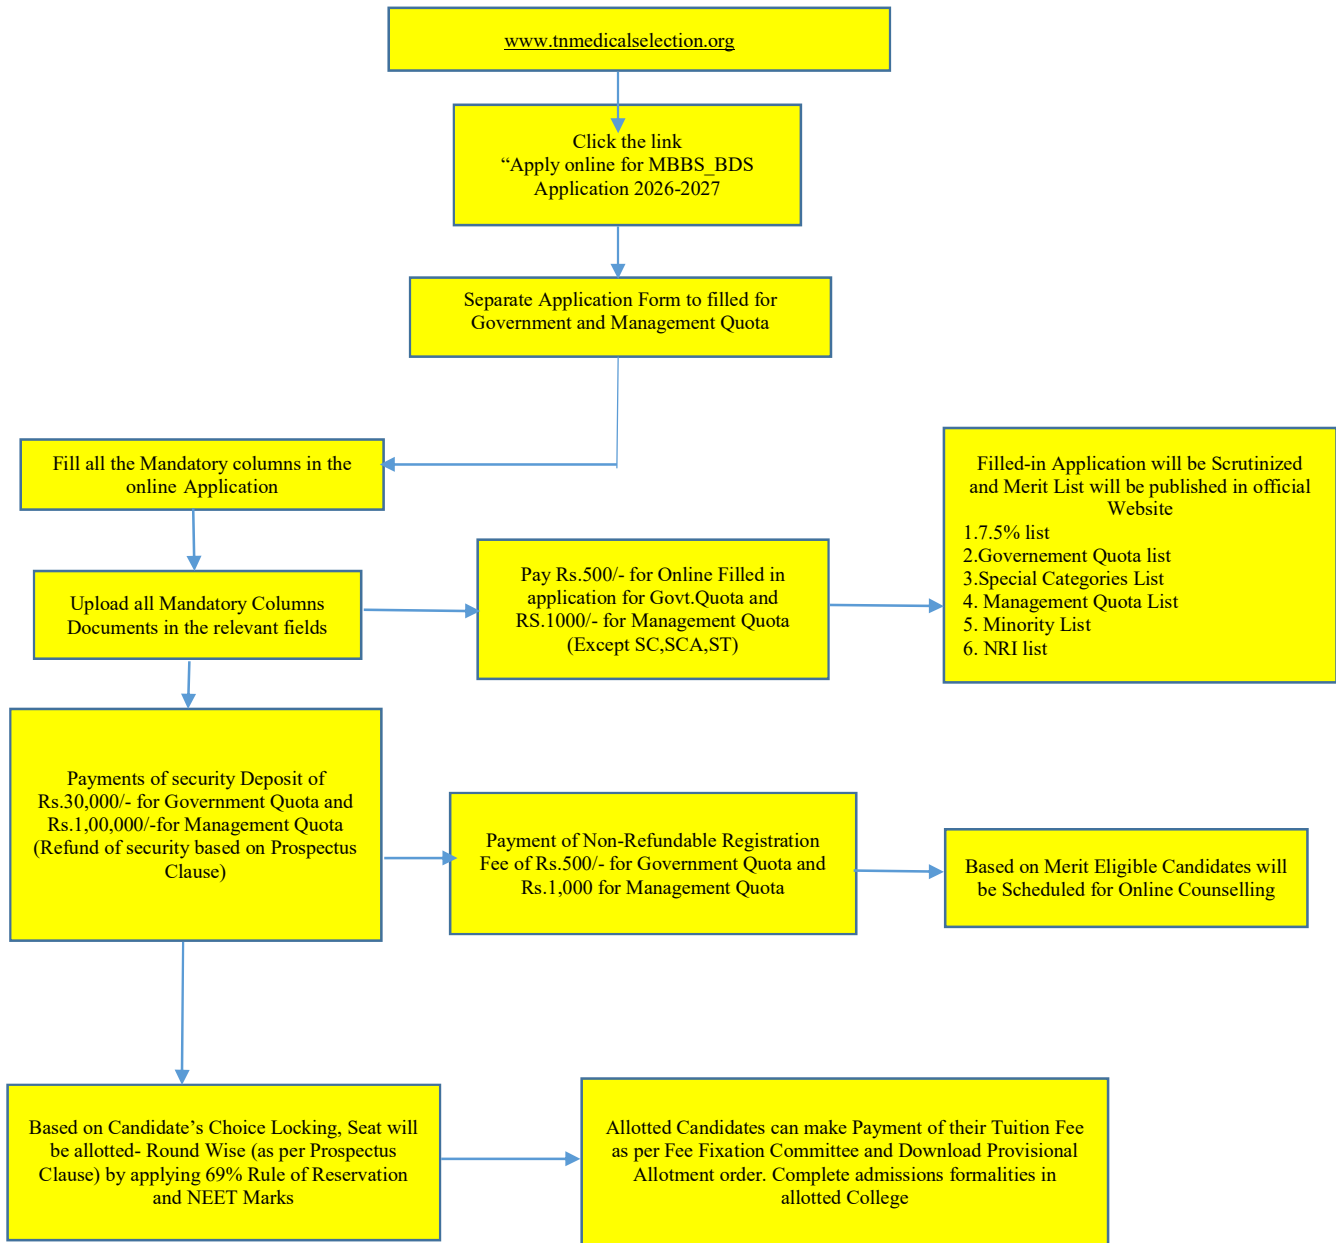 www.tnmedicalselection.org
Click the link
“Apply online for MBBS_BDS
Application 2026-2027
Separate Application Form to filled for
Government and Management Quota
Fill all the Mandatory columns in the
online Application
Upload all Mandatory Columns
Documents in the relevant fields
Pay Rs.500/- for Online Filled in
application for Govt.Quota and
RS.1000/- for Management Quota
(Except SC,SCA,ST)
Filled-in Application will be Scrutinized
and Merit List will be published in official
Website
1.7.5% list
2.Governement Quota list
3.Special Categories List
4. Management Quota List
5. Minority List
6. NRI list
Payments of security Deposit of
Rs.30,000/- for Government Quota and
Rs.1,00,000/-for Management Quota
(Refund of security based on Prospectus
Clause)
Payment of Non-Refundable Registration
Fee of Rs.500/- for Government Quota and
Rs.1,000 for Management Quota
Based on Merit Eligible Candidates will
be Scheduled for Online Counselling
Based on Candidate’s Choice Locking, Seat will
be allotted- Round Wise (as per Prospectus
Clause) by applying 69% Rule of Reservation
and NEET Marks
Allotted Candidates can make Payment of their Tuition Fee
as per Fee Fixation Committee and Download Provisional
Allotment order. Complete admissions formalities in
allotted College